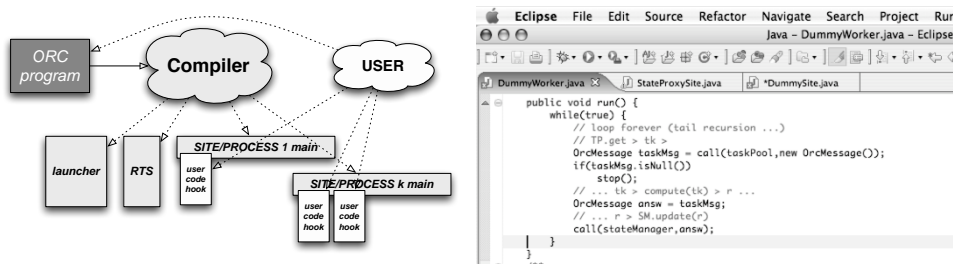 ORC
program
Compiler
USER
launcher
RTS
SITE/PROCESS 1 main
user
code
hook
SITE/PROCESS k main
user
code
hook
user
code
hook
Eclipse File Edit Source Refactor Navigate Search Project Run
Java – DummyWorker.java – Eclipse
DummyWorker.java StateProxySite.java *DummySite.java
public void run() {
while(true) {
// loop forever (tail recursion ...)
// TP.get > tk >
OrcMessage taskMsg = call(taskPool,new OrcMessage());
if(taskMsg.isNull())
stop();
// ... tk > compute(tk) > r ...
OrcMessage answ = taskMsg;
// ... r > SM.update(r)
call(stateManager,answ);
}
}